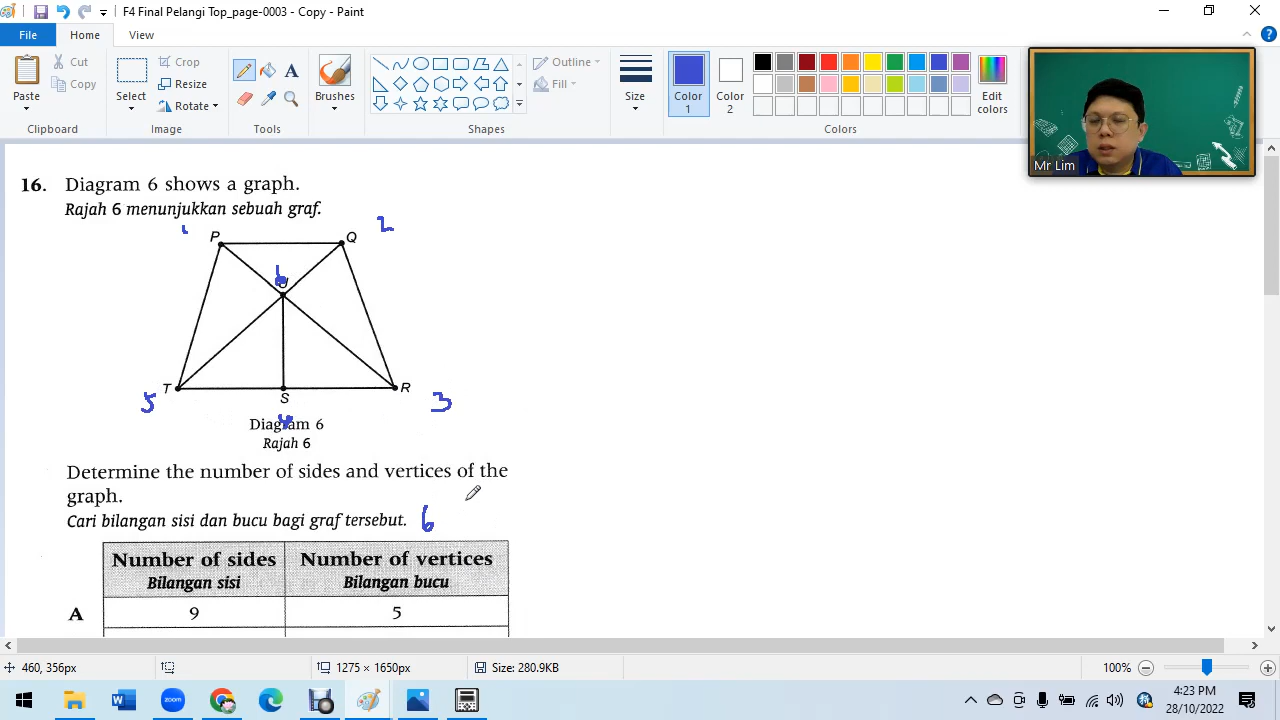 F4 Final Pelangi Top_page-0003 - Copy - Paint
File Home View
Paste Cut Copy Clipboard
Select Crop Resize Rotate Image
Tools
Brushes
Outline Fill Shapes
Size
Color 1 Color 2 Edit colors Colors
Mr Lim
16. Diagram 6 shows a graph.
Rajah 6 menunjukkan sebuah graf.
1 2
P Q
6
T S R
5 4 3
Diagram 6
Rajah 6
Determine the number of sides and vertices of the
graph.
Cari bilangan sisi dan bucu bagi graf tersebut. 6
Number of sides Number of vertices
Bilangan sisi Bilangan bucu
A 9 5
460, 356px 1275 × 1650px Size: 280.9KB 100%
zoom
4:23 PM
28/10/2022